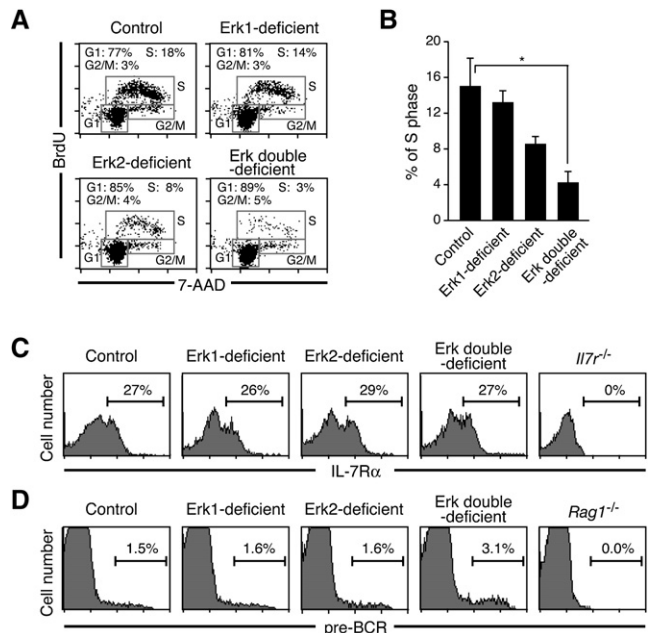 A
Control
Erk1-deficient
G1: 77% S: 18%
G2/M: 3%
S
G1
G2/M
G1: 81% S: 14%
G2/M: 3%
S
G1
G2/M
Erk2-deficient
Erk double
-deficient
G1: 85% S: 8%
G2/M: 4%
S
G1
G2/M
G1: 89% S: 3%
G2/M: 5%
S
G1
G2/M
BrdU
7-AAD
B
% of S phase
20
16
12
8
4
0
*
Control
Erk1-deficient
Erk2-deficient
Erk double
-deficient
C
Control
Erk1-deficient
Erk2-deficient
Erk double
-deficient
Il7r-/-
Cell number
27%
26%
29%
27%
0%
IL-7Rα
D
Control
Erk1-deficient
Erk2-deficient
Erk double
-deficient
Rag1-/-
Cell number
1.5%
1.6%
1.6%
3.1%
0.0%
pre-BCR